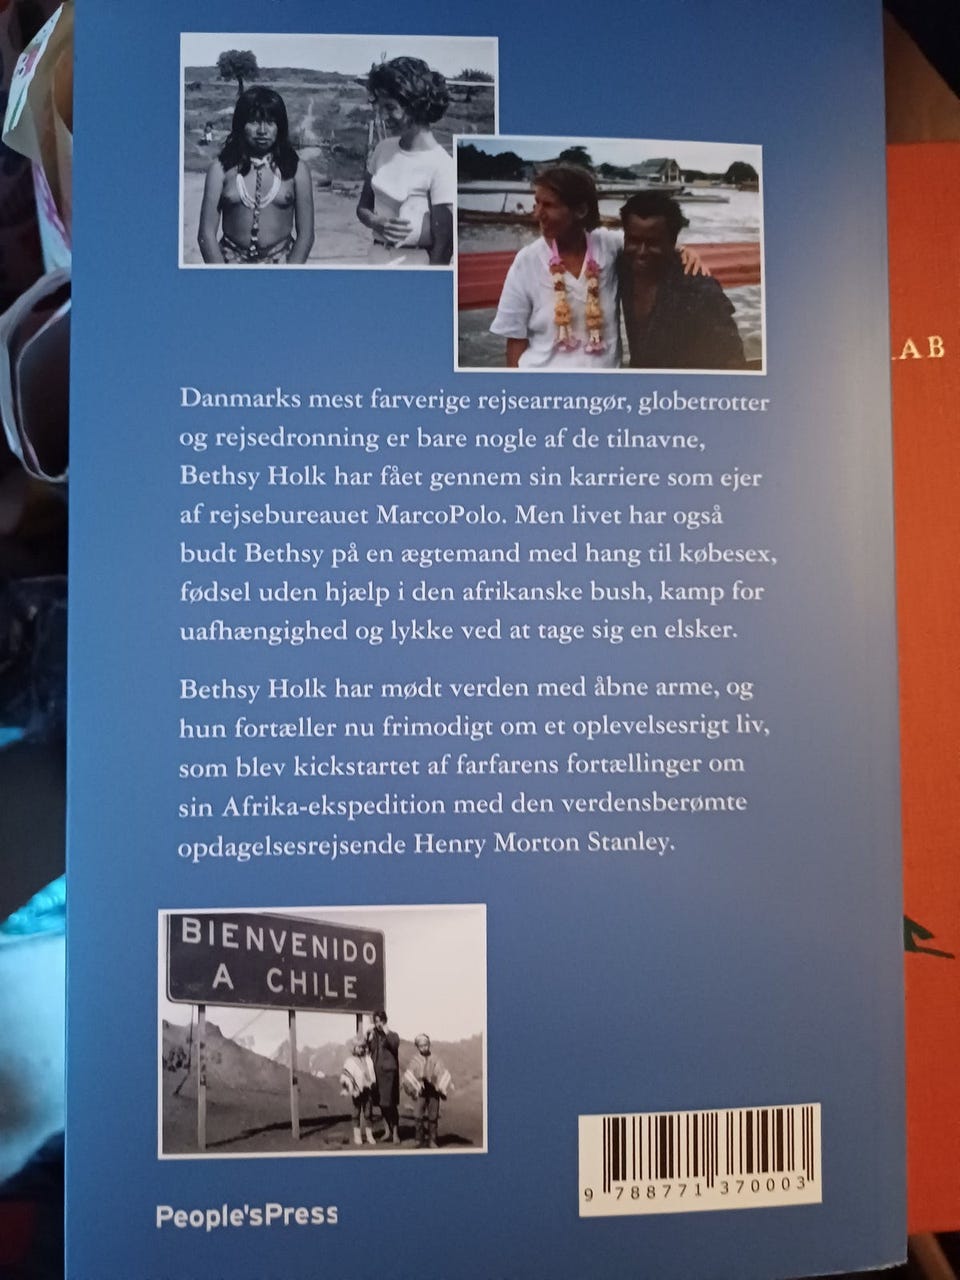 Danmarks mest farverige rejsearrangør, globetrotter
og rejsedronning er bare nogle af de tilnavne,
Bethsy Holk har fået gennem sin karriere som ejer
af rejsebureauet MarcoPolo. Men livet har også
budt Bethsy på en ægtemand med hang til købesex,
fødsel uden hjælp i den afrikanske bush, kamp for
uafhængighed og lykke ved at tage sig en elsker.
Bethsy Holk har mødt verden med åbne arme, og
hun fortæller nu frimodigt om et oplevelsesrigt liv,
som blev kickstartet af farfarens fortællinger om
sin Afrika-ekspedition med den verdensberømte
opdagelsesrejsende Henry Morton Stanley.
BIENVENIDO
A CHILE
People'sPress
9 788771 370003